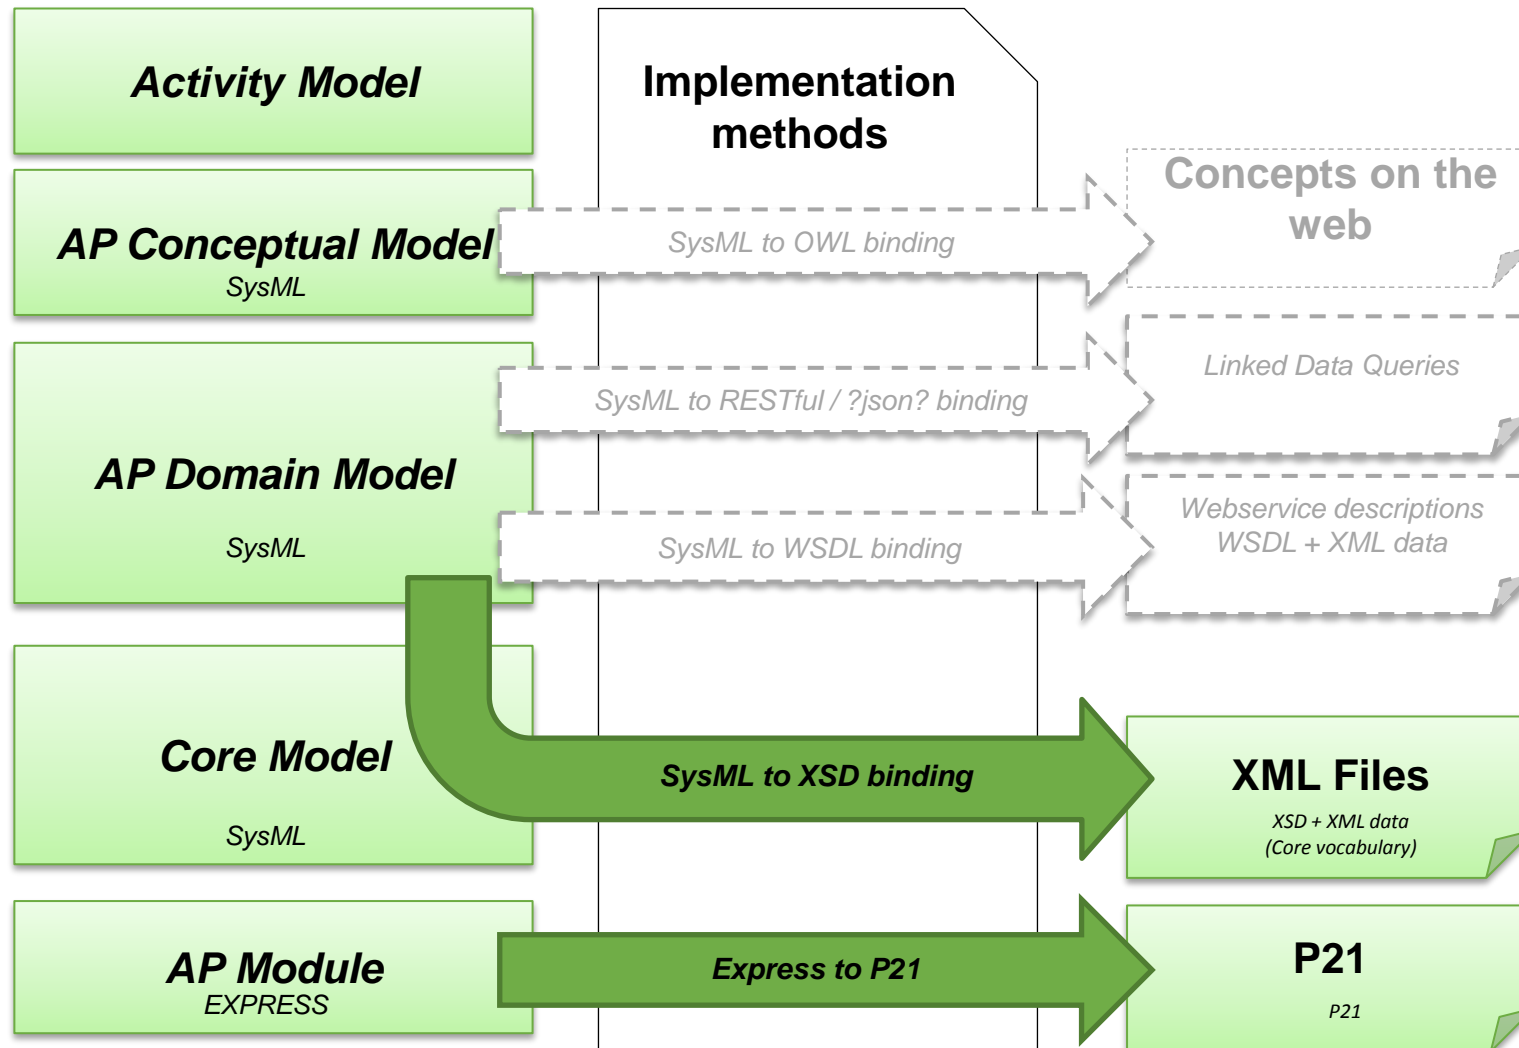 Activity Model
Implementation
methods
AP Conceptual Model
SysML
SysML to OWL binding
Concepts on the
web
AP Domain Model
SysML
SysML to RESTful / ?json? binding
Linked Data Queries
SysML to WSDL binding
Webservice descriptions
WSDL + XML data
Core Model
SysML
SysML to XSD binding
XML Files
XSD + XML data
(Core vocabulary)
AP Module
EXPRESS
Express to P21
P21
P21